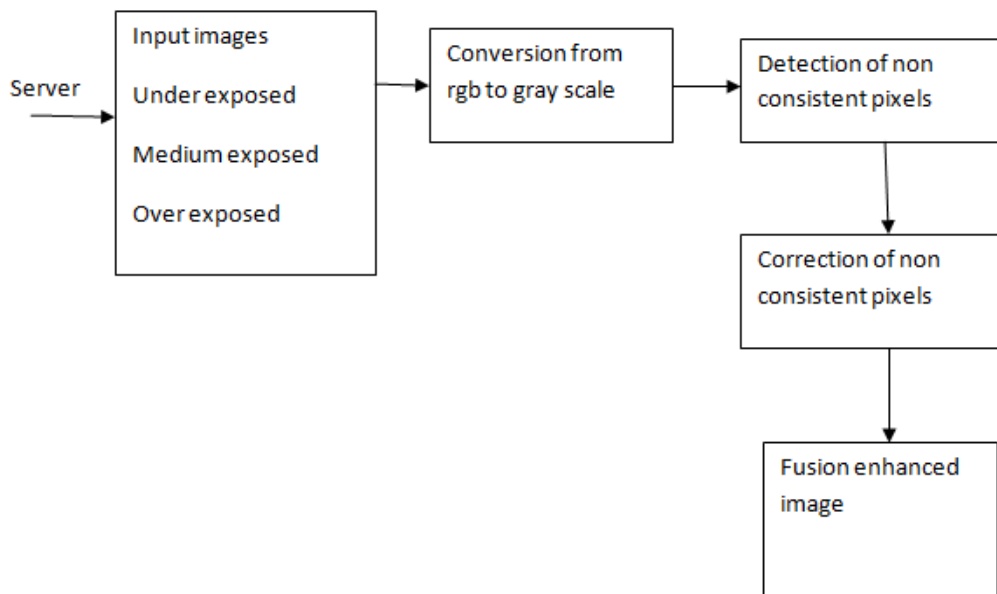 Server
Input images
Under exposed
Medium exposed
Over exposed
Conversion from
rgb to gray scale
Detection of non
consistent pixels
Correction of non
consistent pixels
Fusion enhanced
image